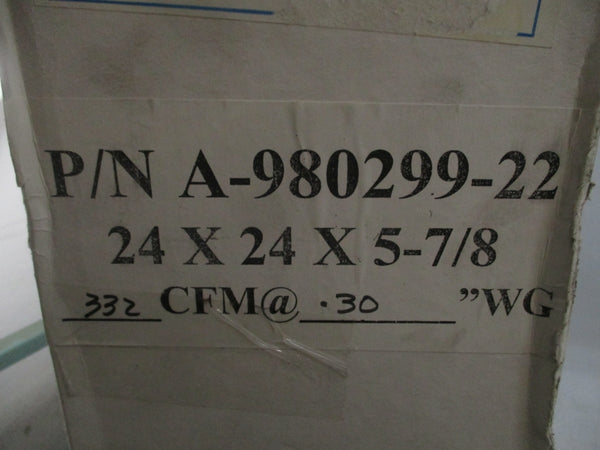 P/N A-980299-22
24 X 24 X 5-7/8
332 CFM@ .30 ”WG